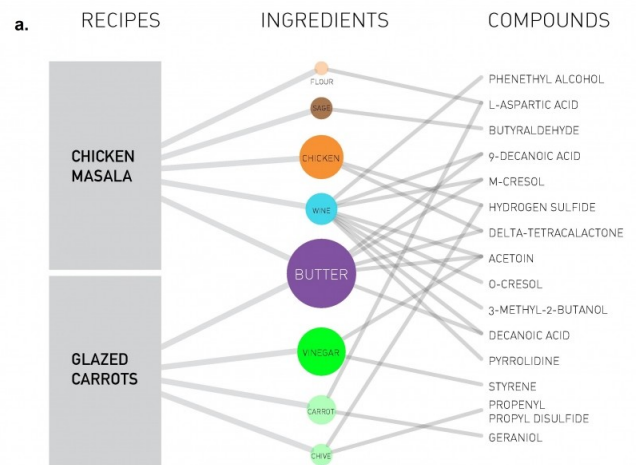 a.
RECIPES
INGREDIENTS
COMPOUNDS
CHICKEN
MASALA
GLAZED
CARROTS
FLOUR
SAGE
CHICKEN
WINE
BUTTER
VINEGAR
CARROT
CHIVE
PHENETHYL ALCOHOL
L-ASPARTIC ACID
BUTYRALDEHYDE
9-DECANOIC ACID
M-CRESOL
HYDROGEN SULFIDE
DELTA-TETRACALACTONE
ACETOIN
O-CRESOL
3-METHYL-2-BUTANOL
DECANOIC ACID
PYRROLIDINE
STYRENE
PROPENYL
PROPYL DISULFIDE
GERANIOL